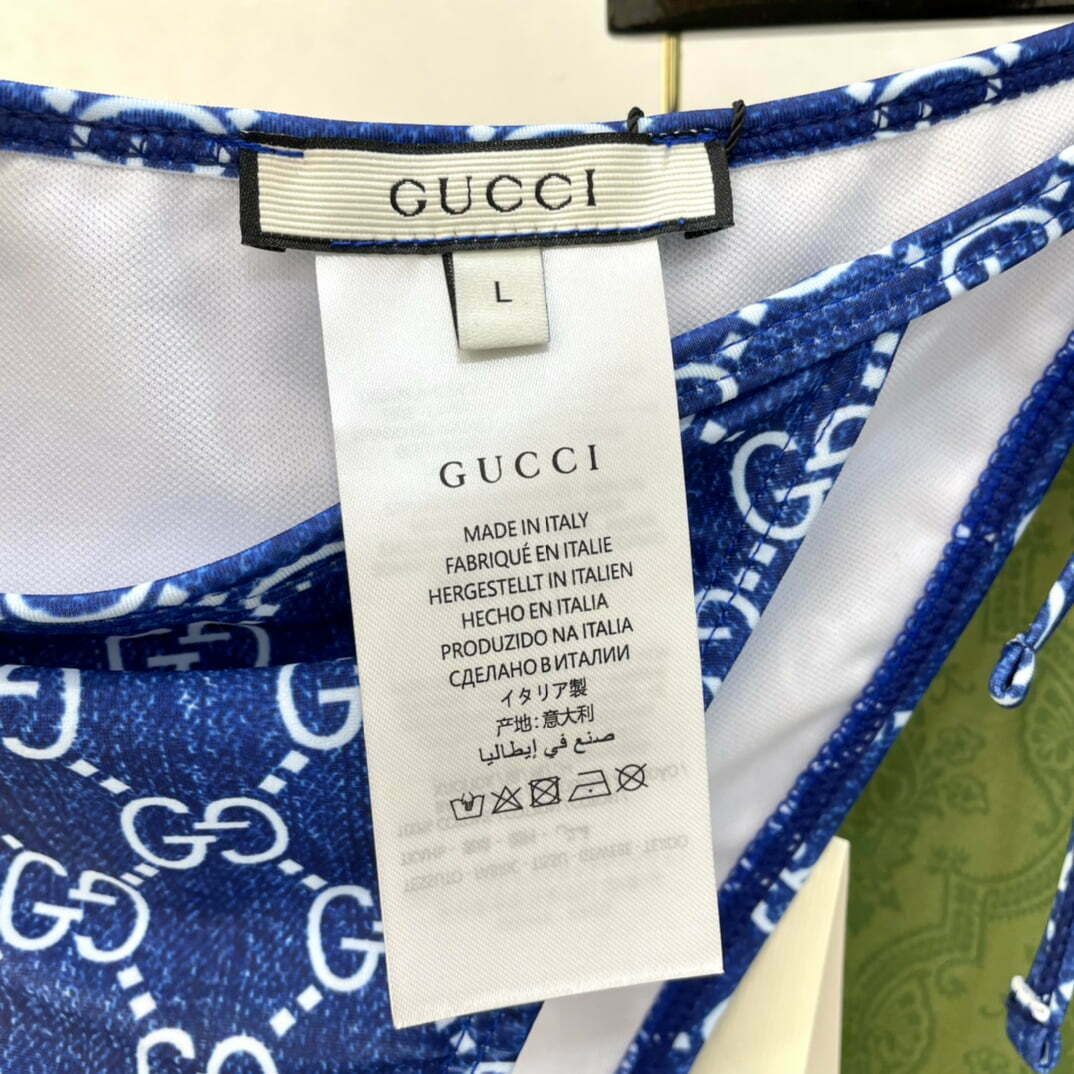 GUCCI
L
GUCCI
MADE IN ITALY
FABRIQUÉ EN ITALIE
HERGESTELLT IN ITALIEN
HECHO EN ITALIA
PRODUZIDO NA ITALIA
СДЕЛАНО В ИТАЛИИ
イタリア製
产地: 意大利
صنع في إيطاليا